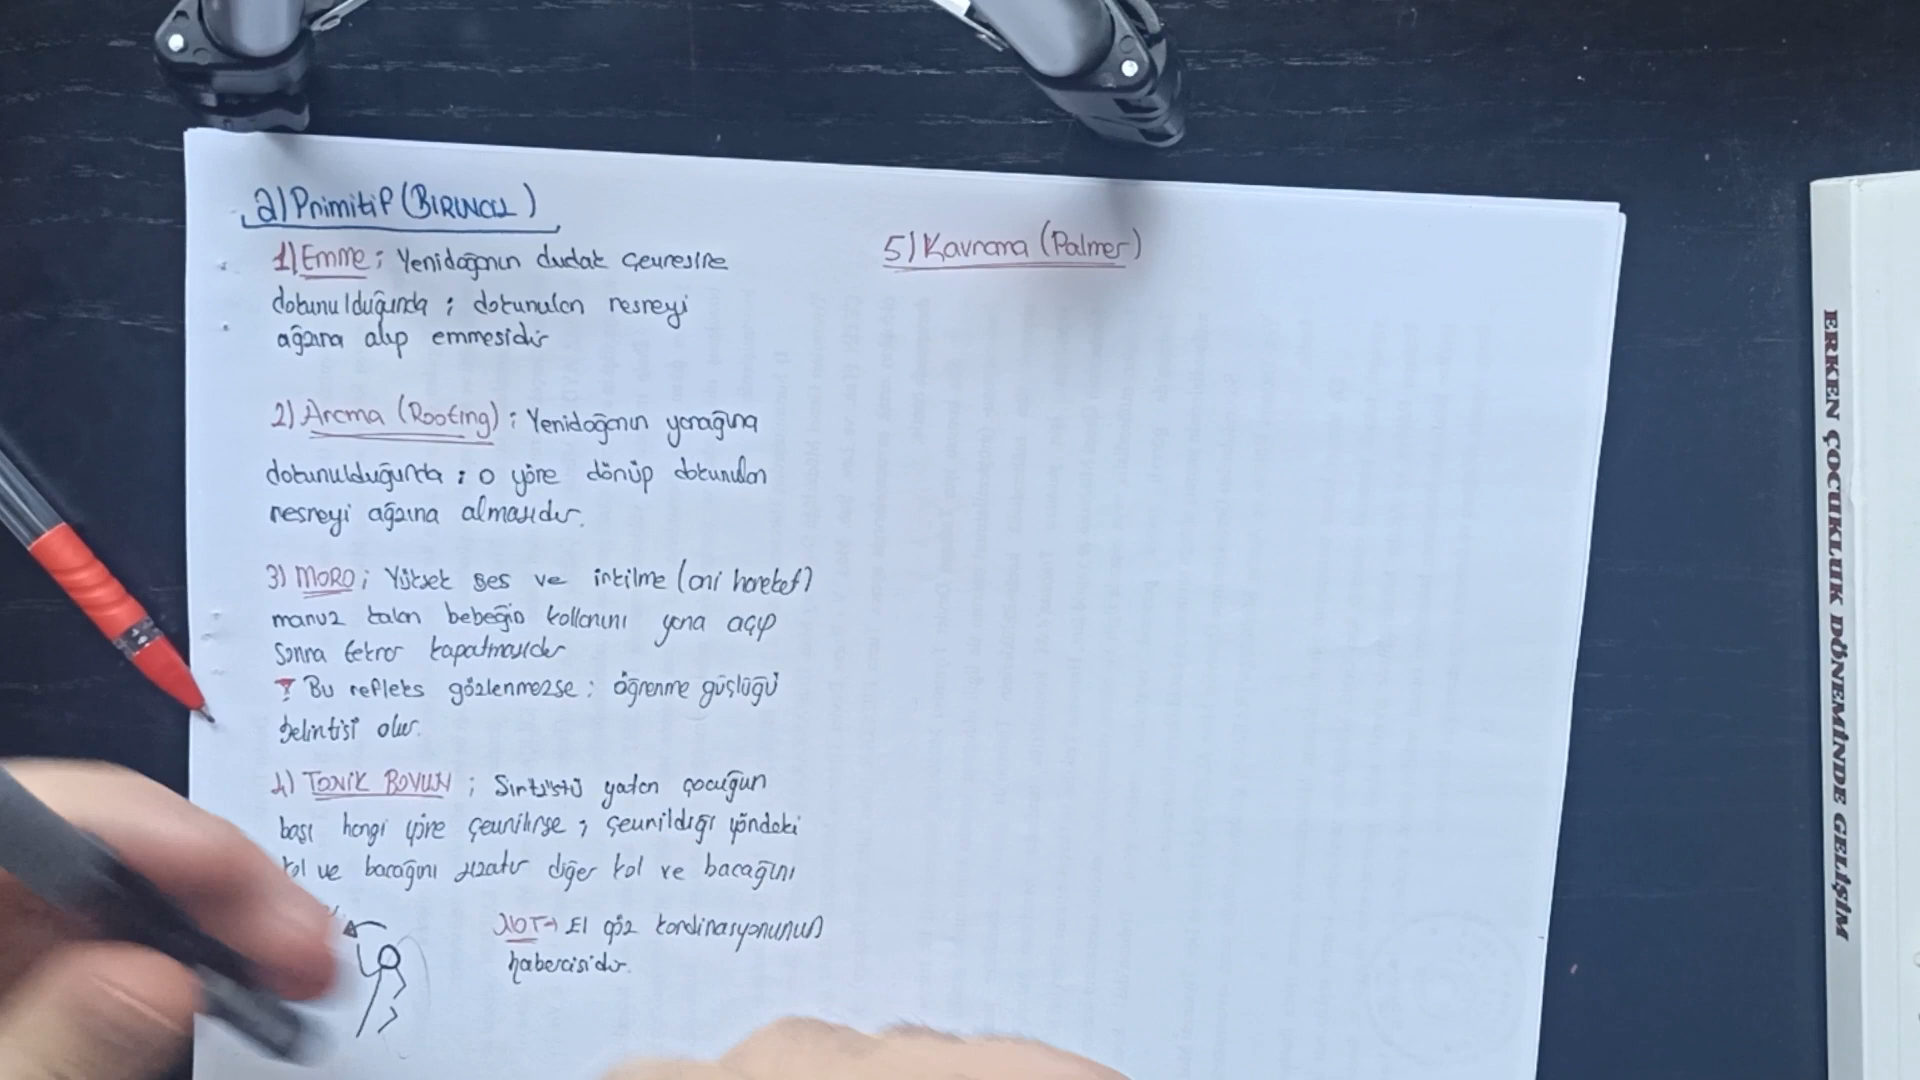 a) Primitif (BİRİNCİL)
1) Emme ; Yenidoğanın dudak çevresine
dokunulduğunda ; dokunulan nesneyi
ağzına alıp emmesidir
2) Arama (Rooting) ; Yenidoğanın yanağına
dokunulduğunda ; o yöne dönüp dokunulan
nesneyi ağzına almasıdır.
3) MORO ; Yüksek ses ve irkilme (ani hareket)
maruz kalan bebeğin kollarını yana açıp
sonra tekrar kapatmasıdır
! Bu refleks gözlenmezse : öğrenme güçlüğü
belirtisi olur.
4) TONİK BOYUN ; Sırtüstü yatan çocuğun
başı hangi yöne çevrilirse ; çevrildiği yöndeki
kol ve bacağını uzatır diğer kol ve bacağını
NOT→ El göz kordinasyonunun
habercisidir.
5) Kavrama (Palmer)
ERKEN ÇOCUKLUK DÖNEMİNDE GELİŞİM